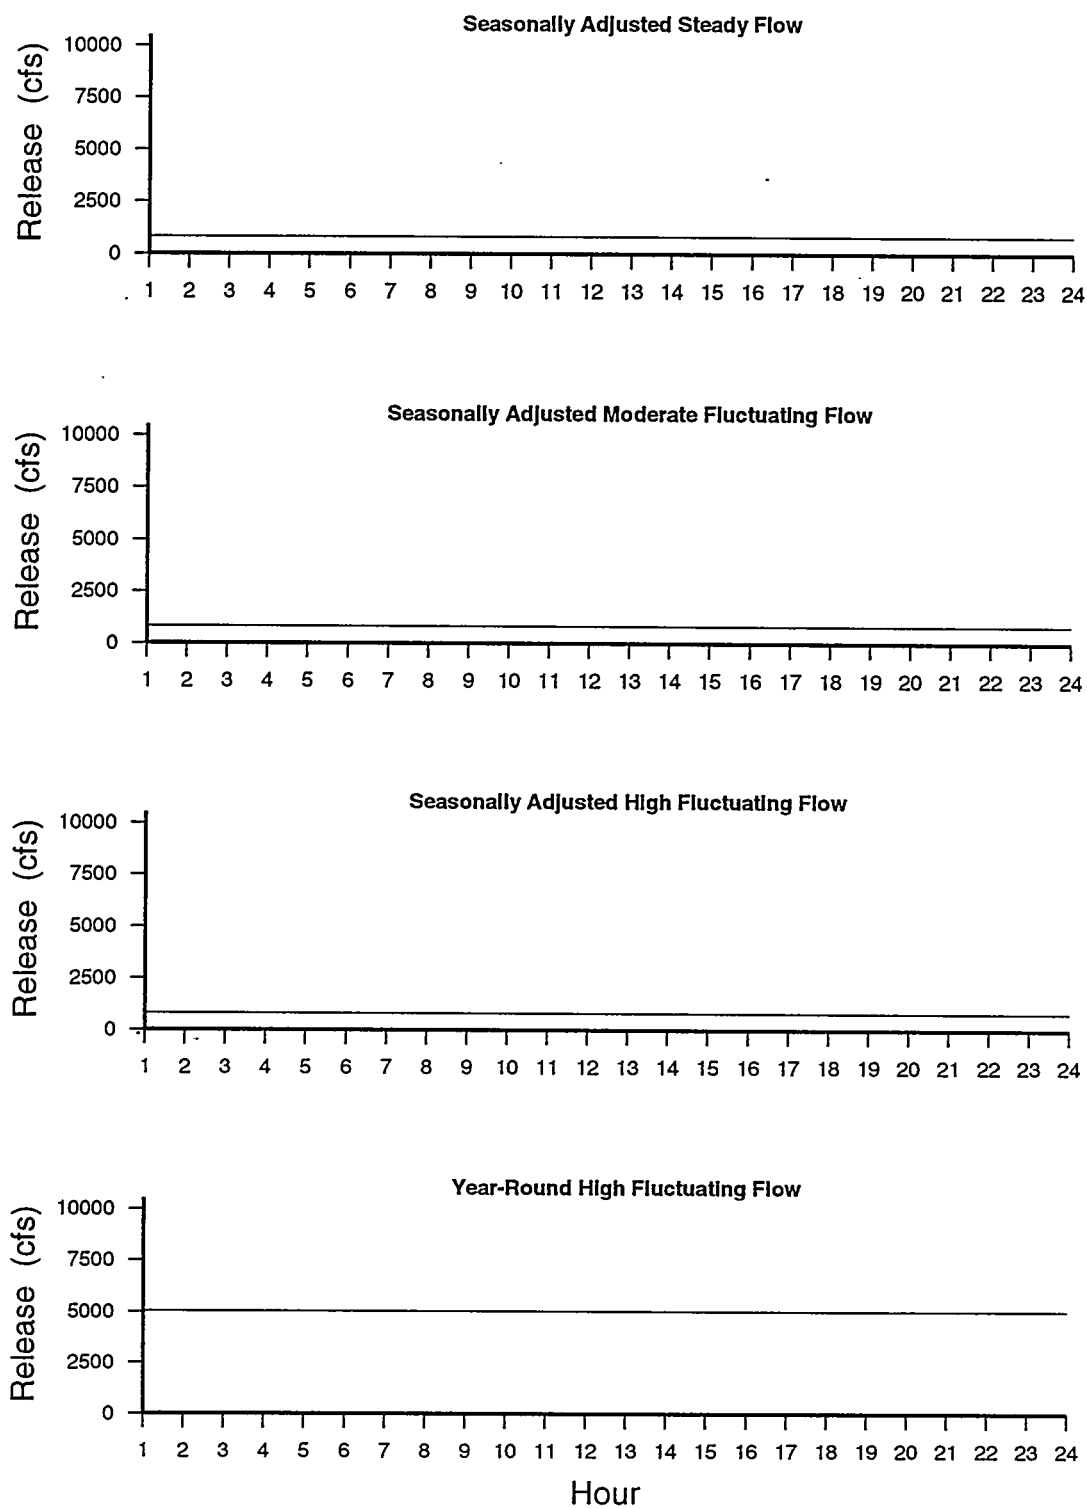 Seasonally Adjusted Steady Flow
Release (cfs)
10000
7500
5000
2500
0
1 2 3 4 5 6 7 8 9 10 11 12 13 14 15 16 17 18 19 20 21 22 23 24
Seasonally Adjusted Moderate Fluctuating Flow
Release (cfs)
10000
7500
5000
2500
0
1 2 3 4 5 6 7 8 9 10 11 12 13 14 15 16 17 18 19 20 21 22 23 24
Seasonally Adjusted High Fluctuating Flow
Release (cfs)
10000
7500
5000
2500
0
1 2 3 4 5 6 7 8 9 10 11 12 13 14 15 16 17 18 19 20 21 22 23 24
Year-Round High Fluctuating Flow
Release (cfs)
10000
7500
5000
2500
0
1 2 3 4 5 6 7 8 9 10 11 12 13 14 15 16 17 18 19 20 21 22 23 24
Hour